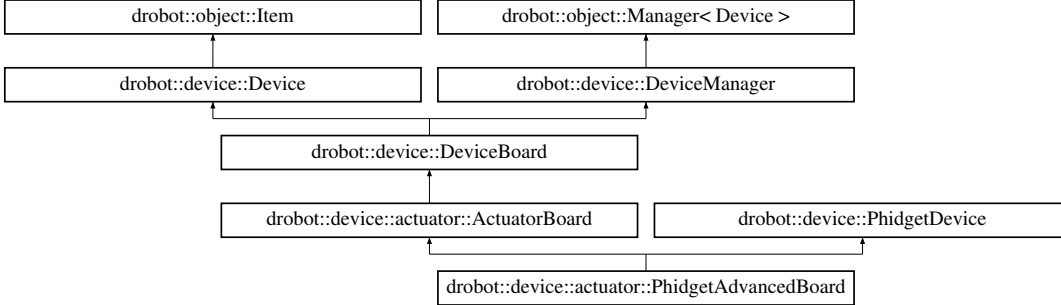 drobot::object::Item
drobot::object::Manager< Device >
drobot::device::Device
drobot::device::DeviceManager
drobot::device::DeviceBoard
drobot::device::actuator::ActuatorBoard
drobot::device::PhidgetDevice
drobot::device::actuator::PhidgetAdvancedBoard